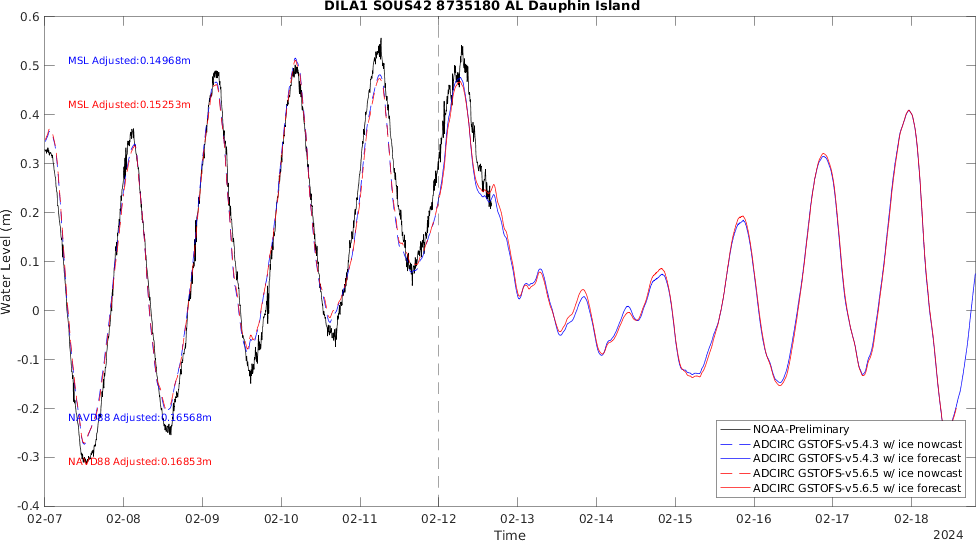 DILA1 SOUS42 8735180 AL Dauphin Island
0.6
0.5
0.4
0.3
0.2
0.1
0
-0.1
-0.2
-0.3
-0.4
Water Level (m)
MSL Adjusted:0.14968m
MSL Adjusted:0.15253m
NAVD88 Adjusted:0.16568m
NAVD88 Adjusted:0.16853m
NOAA-Preliminary
ADCIRC GSTOFS-v5.4.3 w/ ice nowcast
ADCIRC GSTOFS-v5.4.3 w/ ice forecast
ADCIRC GSTOFS-v5.6.5 w/ ice nowcast
ADCIRC GSTOFS-v5.6.5 w/ ice forecast
02-07 02-08 02-09 02-10 02-11 02-12 02-13 02-14 02-15 02-16 02-17 02-18
Time
2024